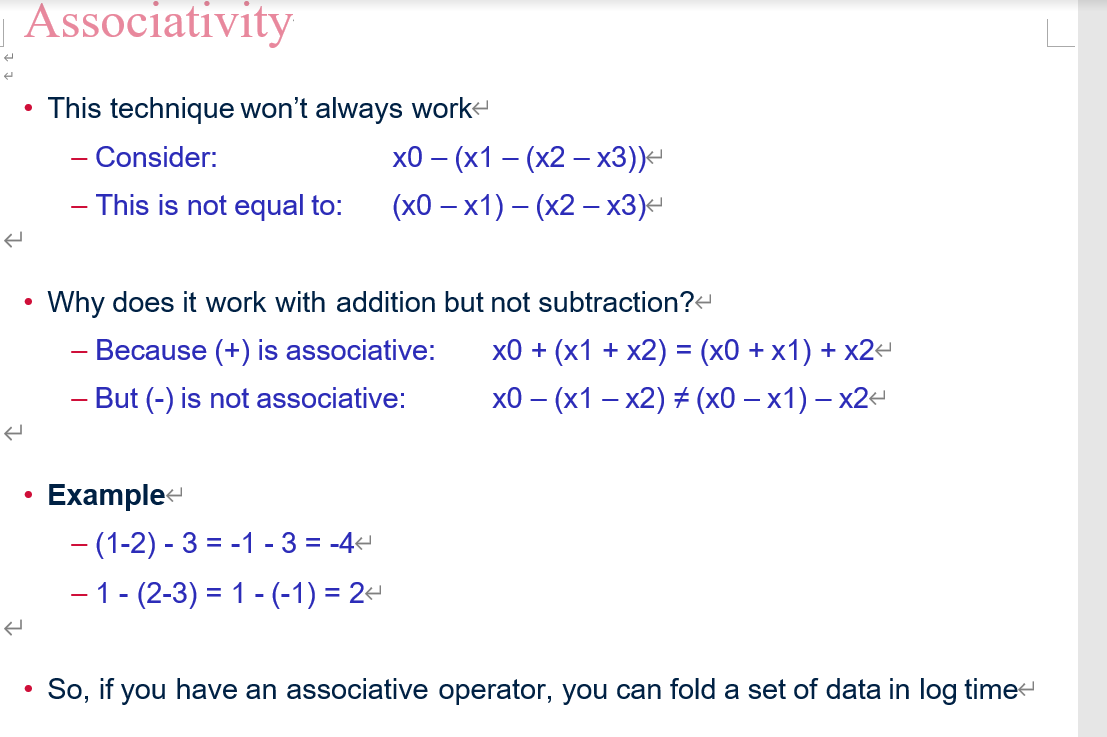 Associativity
• This technique won’t always work
– Consider: x0 – (x1 – (x2 – x3))
– This is not equal to: (x0 – x1) – (x2 – x3)
• Why does it work with addition but not subtraction?
– Because (+) is associative: x0 + (x1 + x2) = (x0 + x1) + x2
– But (-) is not associative: x0 – (x1 – x2) ≠ (x0 – x1) – x2
• Example
– (1-2) - 3 = -1 - 3 = -4
– 1 - (2-3) = 1 - (-1) = 2
• So, if you have an associative operator, you can fold a set of data in log time